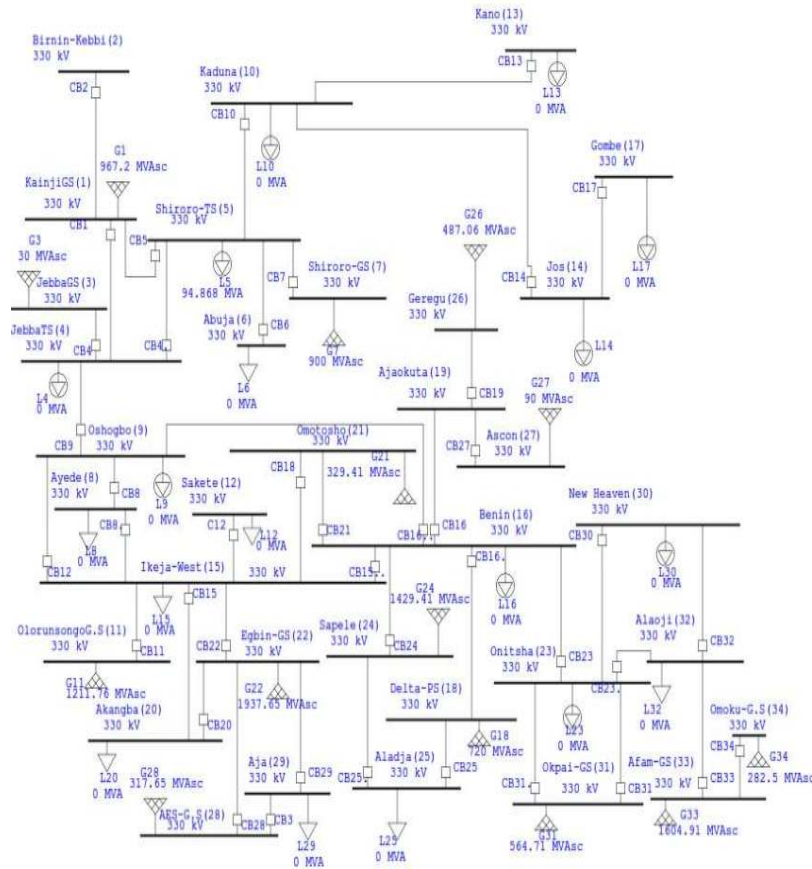 Kano(13)
330 kV
CB13
L13
0 MVA
Birnin-Kebbi(2)
330 kV
CB2
Kaduna(10)
330 kV
CB10
L10
0 MVA
Gombe(17)
330 kV
CB17
L17
0 MVA
G1
967.2 MVAsc
KainjiGS(1)
330 kV
CB1
CB5
Shiroro-TS(5)
330 kV
L5
94.868 MVASC
CB7
Shiroro-GS(7)
330 kV
G7
900 MVAsc
G26
487.06 MVAsc
Geregu(26)
330 kV
CB14
Jos(14)
330 kV
L14
0 MVA
G3
30 MVAsc
JebbaGS(3)
330 kV
JebbaTS(4)
330 kV
CB4
CB4.
L4
0 MVA
Abuja(6)
330 kV
CB6
L6
0 MVA
Ajaokuta(19)
330 kV
CB19
G27
90 MVAsc
CB27
Ascon(27)
330 kV
CB9
Oshogbo(9)
330 kV
L9
0 MVA
Ayede(8)
330 kV
CB8
CB8.
L8
0 MVA
CB12
Sakete(12)
330 kV
C12
L12
0 MVA
CB18
Omotosho(21)
330 kV
G21
329.41 MVAsc
CB21
CB16..
CB16
Benin(16)
330 kV
CB16.
L16
0 MVA
New Heaven(30)
330 kV
CB30
L30
0 MVA
Ikeja-West(15)
330 kV
CB15..
L15
0 MVA
CB15
OlorunsongoG.S(11)
330 kV
CB11
G11
1211.76 MVAsc
CB22
Egbin-GS(22)
330 kV
G22
1937.65 MVAsc
G24
1429.41 MVAsc
Sapele(24)
330 kV
CB24
Onitsha(23)
330 kV
CB23
CB23.
L23
0 MVA
Alaoji(32)
330 kV
CB32
L32
0 MVA
Akangba(20)
330 kV
CB20
L20
0 MVA
Delta-PS(18)
330 kV
G18
720 MVAsc
Aladja(25)
330 kV
CB25.
CB25
L25
0 MVA
Okpai-GS(31)
330 kV
CB31.
CB31
G31
564.71 MVAsc
Afam-GS(33)
330 kV
CB33
G33
1604.91 MVAsc
Omoku-G.S(34)
330 kV
CB34
G34
282.5 MVAsc
G28
317.65 MVAsc
AES-G.S(28)
330 kV
CB28
CB3
Aja(29)
330 kV
CB29
L29
0 MVA